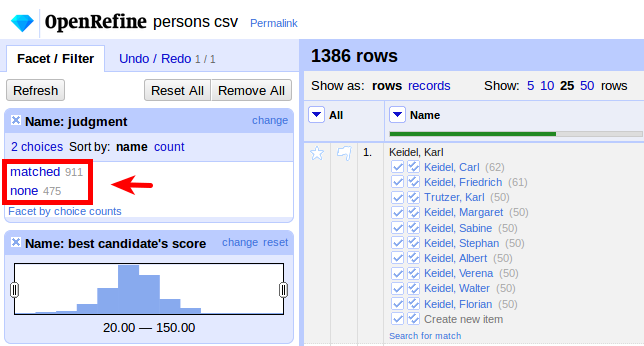 OpenRefine persons csv Permalink
Facet / Filter Undo / Redo 1 / 1
Refresh Reset All Remove All
Name: judgment change
2 choices Sort by: name count
matched 911
none 475
Facet by choice counts
Name: best candidate's score change reset
20.00 — 150.00
1386 rows
Show as: rows records Show: 5 10 25 50 rows
All Name
1. Keidel, Karl
Keidel, Carl (62)
Keidel, Friedrich (61)
Trutzer, Karl (50)
Keidel, Margaret (50)
Keidel, Sabine (50)
Keidel, Stephan (50)
Keidel, Albert (50)
Keidel, Verena (50)
Keidel, Walter (50)
Keidel, Florian (50)
Create new item
Search for match